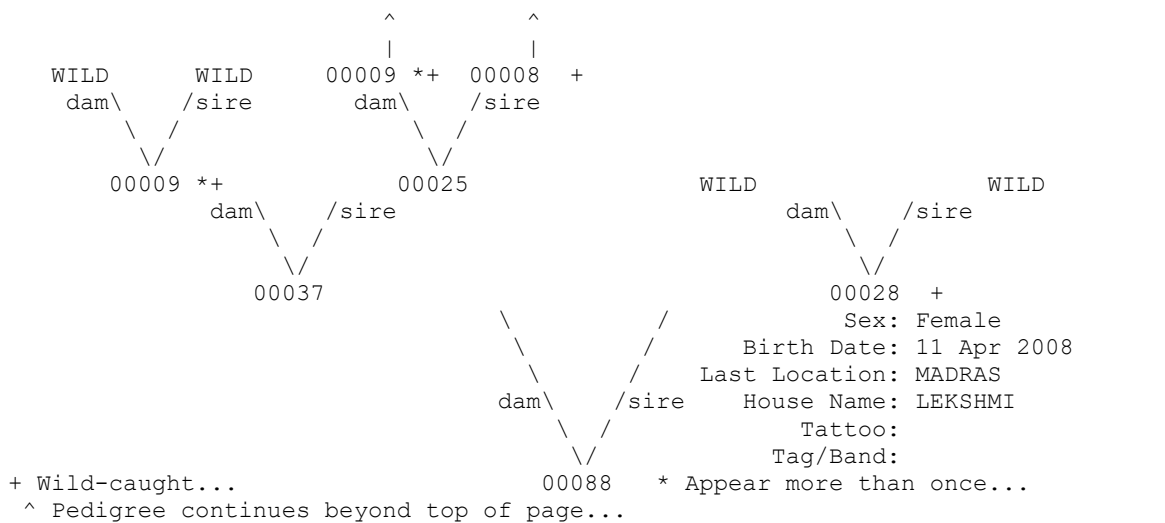 ^ ^
| |
WILD WILD 00009 *+ 00008 +
dam\ /sire dam\ /sire
\ / \ /
\/ \/
00009 *+ 00025 WILD WILD
dam\ /sire dam\ /sire
\ / \ /
\/ \/
00037 00028 +
\ / Sex: Female
\ / Birth Date: 11 Apr 2008
\ / Last Location: MADRAS
dam\ /sire House Name: LEKSHMI
\ / Tattoo:
\/ Tag/Band:
+ Wild-caught... 00088 * Appear more than once...
^ Pedigree continues beyond top of page...